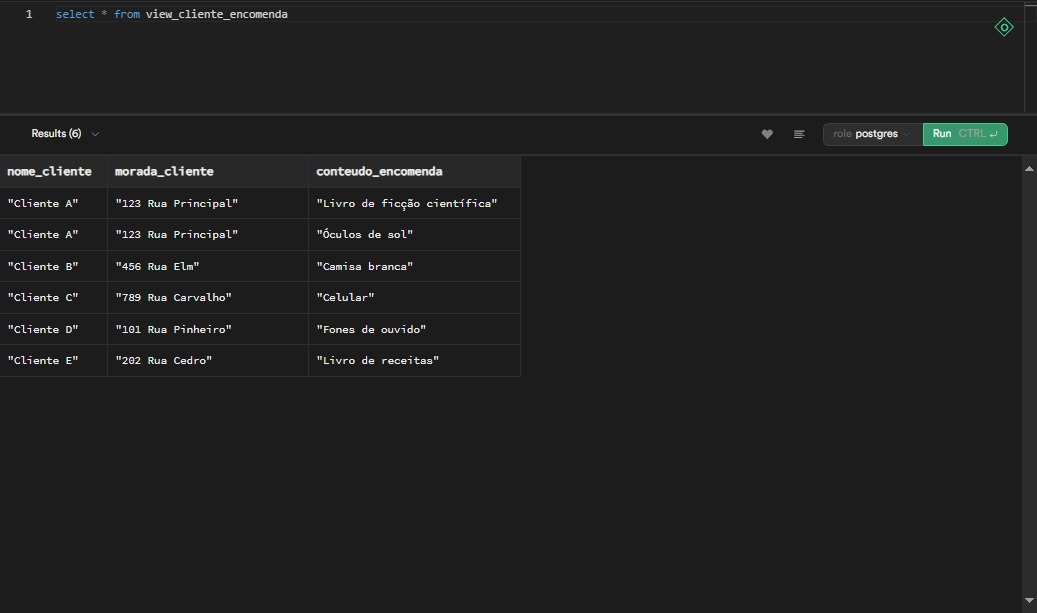 1 select * from view_cliente_encomenda
Results (6)
role postgres
Run CTRL ↵
nome_cliente morada_cliente conteudo_encomenda
"Cliente A" "123 Rua Principal" "Livro de ficção científica"
"Cliente A" "123 Rua Principal" "Óculos de sol"
"Cliente B" "456 Rua Elm" "Camisa branca"
"Cliente C" "789 Rua Carvalho" "Celular"
"Cliente D" "101 Rua Pinheiro" "Fones de ouvido"
"Cliente E" "202 Rua Cedro" "Livro de receitas"